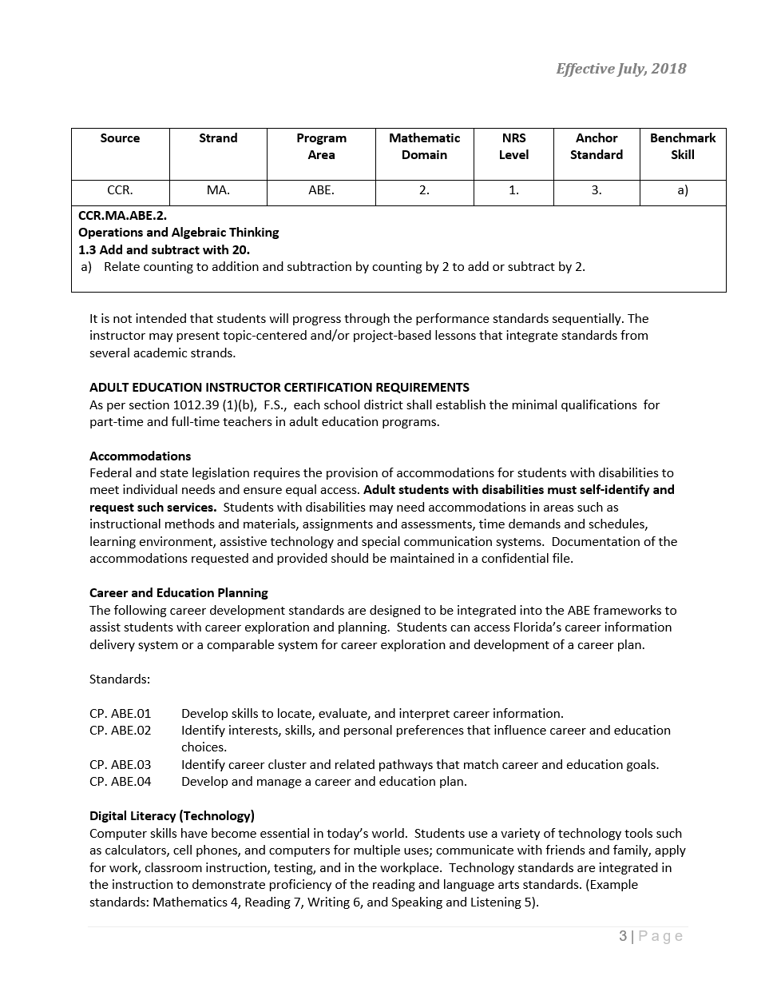 Effective July, 2018
Source Strand Program Area Mathematic Domain NRS Level Anchor Standard Benchmark Skill
CCR. MA. ABE. 2. 1. 3. a)
CCR.MA.ABE.2.
Operations and Algebraic Thinking
1.3 Add and subtract with 20.
a) Relate counting to addition and subtraction by counting by 2 to add or subtract by 2.
It is not intended that students will progress through the performance standards sequentially. The
instructor may present topic-centered and/or project-based lessons that integrate standards from
several academic strands.
ADULT EDUCATION INSTRUCTOR CERTIFICATION REQUIREMENTS
As per section 1012.39 (1)(b), F.S., each school district shall establish the minimal qualifications for
part-time and full-time teachers in adult education programs.
Accommodations
Federal and state legislation requires the provision of accommodations for students with disabilities to
meet individual needs and ensure equal access. Adult students with disabilities must self-identify and
request such services. Students with disabilities may need accommodations in areas such as
instructional methods and materials, assignments and assessments, time demands and schedules,
learning environment, assistive technology and special communication systems. Documentation of the
accommodations requested and provided should be maintained in a confidential file.
Career and Education Planning
The following career development standards are designed to be integrated into the ABE frameworks to
assist students with career exploration and planning. Students can access Florida’s career information
delivery system or a comparable system for career exploration and development of a career plan.
Standards:
CP. ABE.01 Develop skills to locate, evaluate, and interpret career information.
CP. ABE.02 Identify interests, skills, and personal preferences that influence career and education
choices.
CP. ABE.03 Identify career cluster and related pathways that match career and education goals.
CP. ABE.04 Develop and manage a career and education plan.
Digital Literacy (Technology)
Computer skills have become essential in today’s world. Students use a variety of technology tools such
as calculators, cell phones, and computers for multiple uses; communicate with friends and family, apply
for work, classroom instruction, testing, and in the workplace. Technology standards are integrated in
the instruction to demonstrate proficiency of the reading and language arts standards. (Example
standards: Mathematics 4, Reading 7, Writing 6, and Speaking and Listening 5).
3 | Page